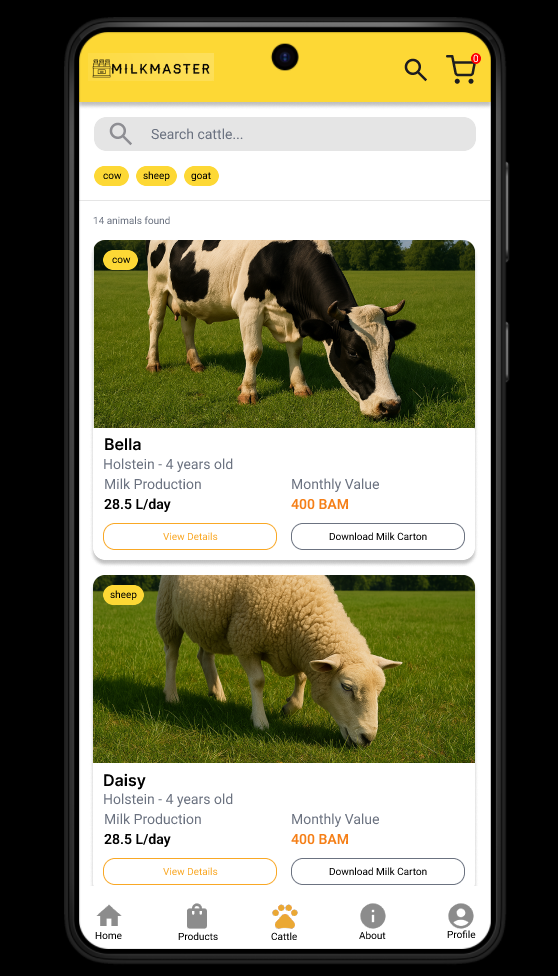 MILKMASTER
0
Search cattle...
cow sheep goat
14 animals found
cow
Bella
Holstein - 4 years old
Milk Production Monthly Value
28.5 L/day 400 BAM
View Details Download Milk Carton
sheep
Daisy
Holstein - 4 years old
Milk Production Monthly Value
28.5 L/day 400 BAM
View Details Download Milk Carton
Home Products Cattle About Profile